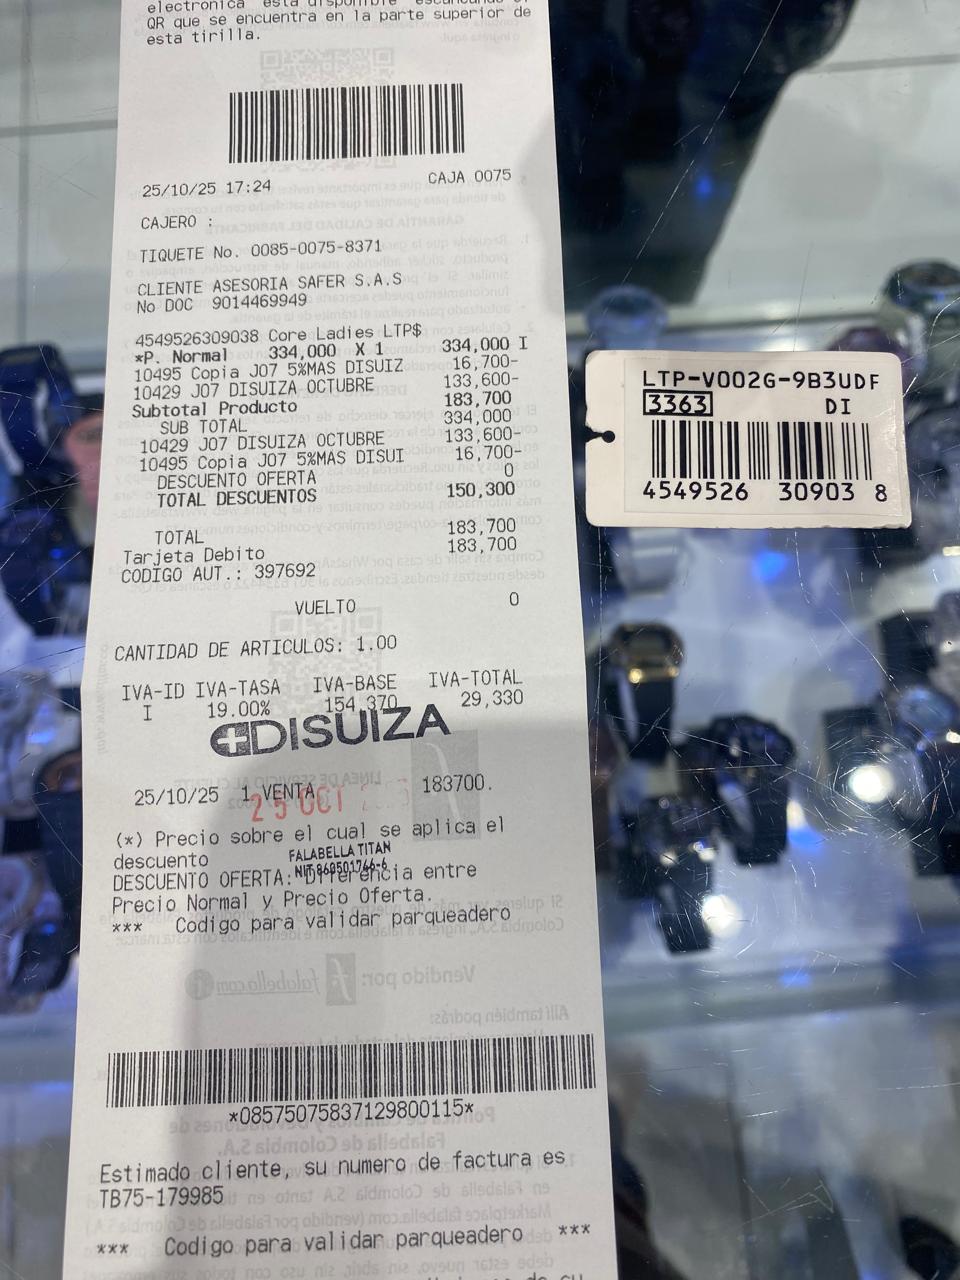 electronica esta disponible escaneando el
QR que se encuentra en la parte superior de
esta tirilla.
25/10/25 17:24 CAJA 0075
CAJERO :
TIQUETE No. 0085-0075-8371
CLIENTE ASESORIA SAFER S.A.S
No DOC 9014469949
4549526309038 Core Ladies LTP$
*P. Normal 334,000 X 1 334,000 I
10495 Copia J07 5%MAS DISUIZ 16,700-
10429 J07 DISUIZA OCTUBRE 133,600-
Subtotal Producto 183,700
SUB TOTAL 334,000
10429 J07 DISUIZA OCTUBRE 133,600-
10495 Copia J07 5%MAS DISUI 16,700-
DESCUENTO OFERTA 0
TOTAL DESCUENTOS 150,300
TOTAL 183,700
Tarjeta Debito 183,700
CODIGO AUT.: 397692
VUELTO 0
CANTIDAD DE ARTICULOS: 1.00
IVA-ID IVA-TASA IVA-BASE IVA-TOTAL
I 19.00% 154,370 29,330
DISUIZA
25/10/25 1 VENTA 183700.
25 OCT
(*) Precio sobre el cual se aplica el
descuento
FALABELLA TITAN
NIT 860501766-6
DESCUENTO OFERTA: Diferencia entre
Precio Normal y Precio Oferta.
*** Codigo para validar parqueadero
*08575075837129800115*
Estimado cliente, su numero de factura es
TB75-179985
*** Codigo para validar parqueadero ***
LTP-V002G-9B3UDF
3363 DI
4549526 30903 8